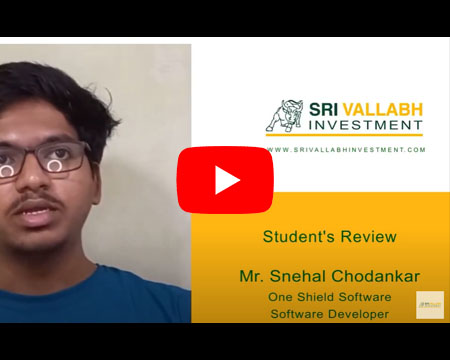 SRI VALLABH
INVESTMENT
WWW.SRIVALLABHINVESTMENT.COM
Student's Review
Mr. Snehal Chodankar
One Shield Software
Software Developer